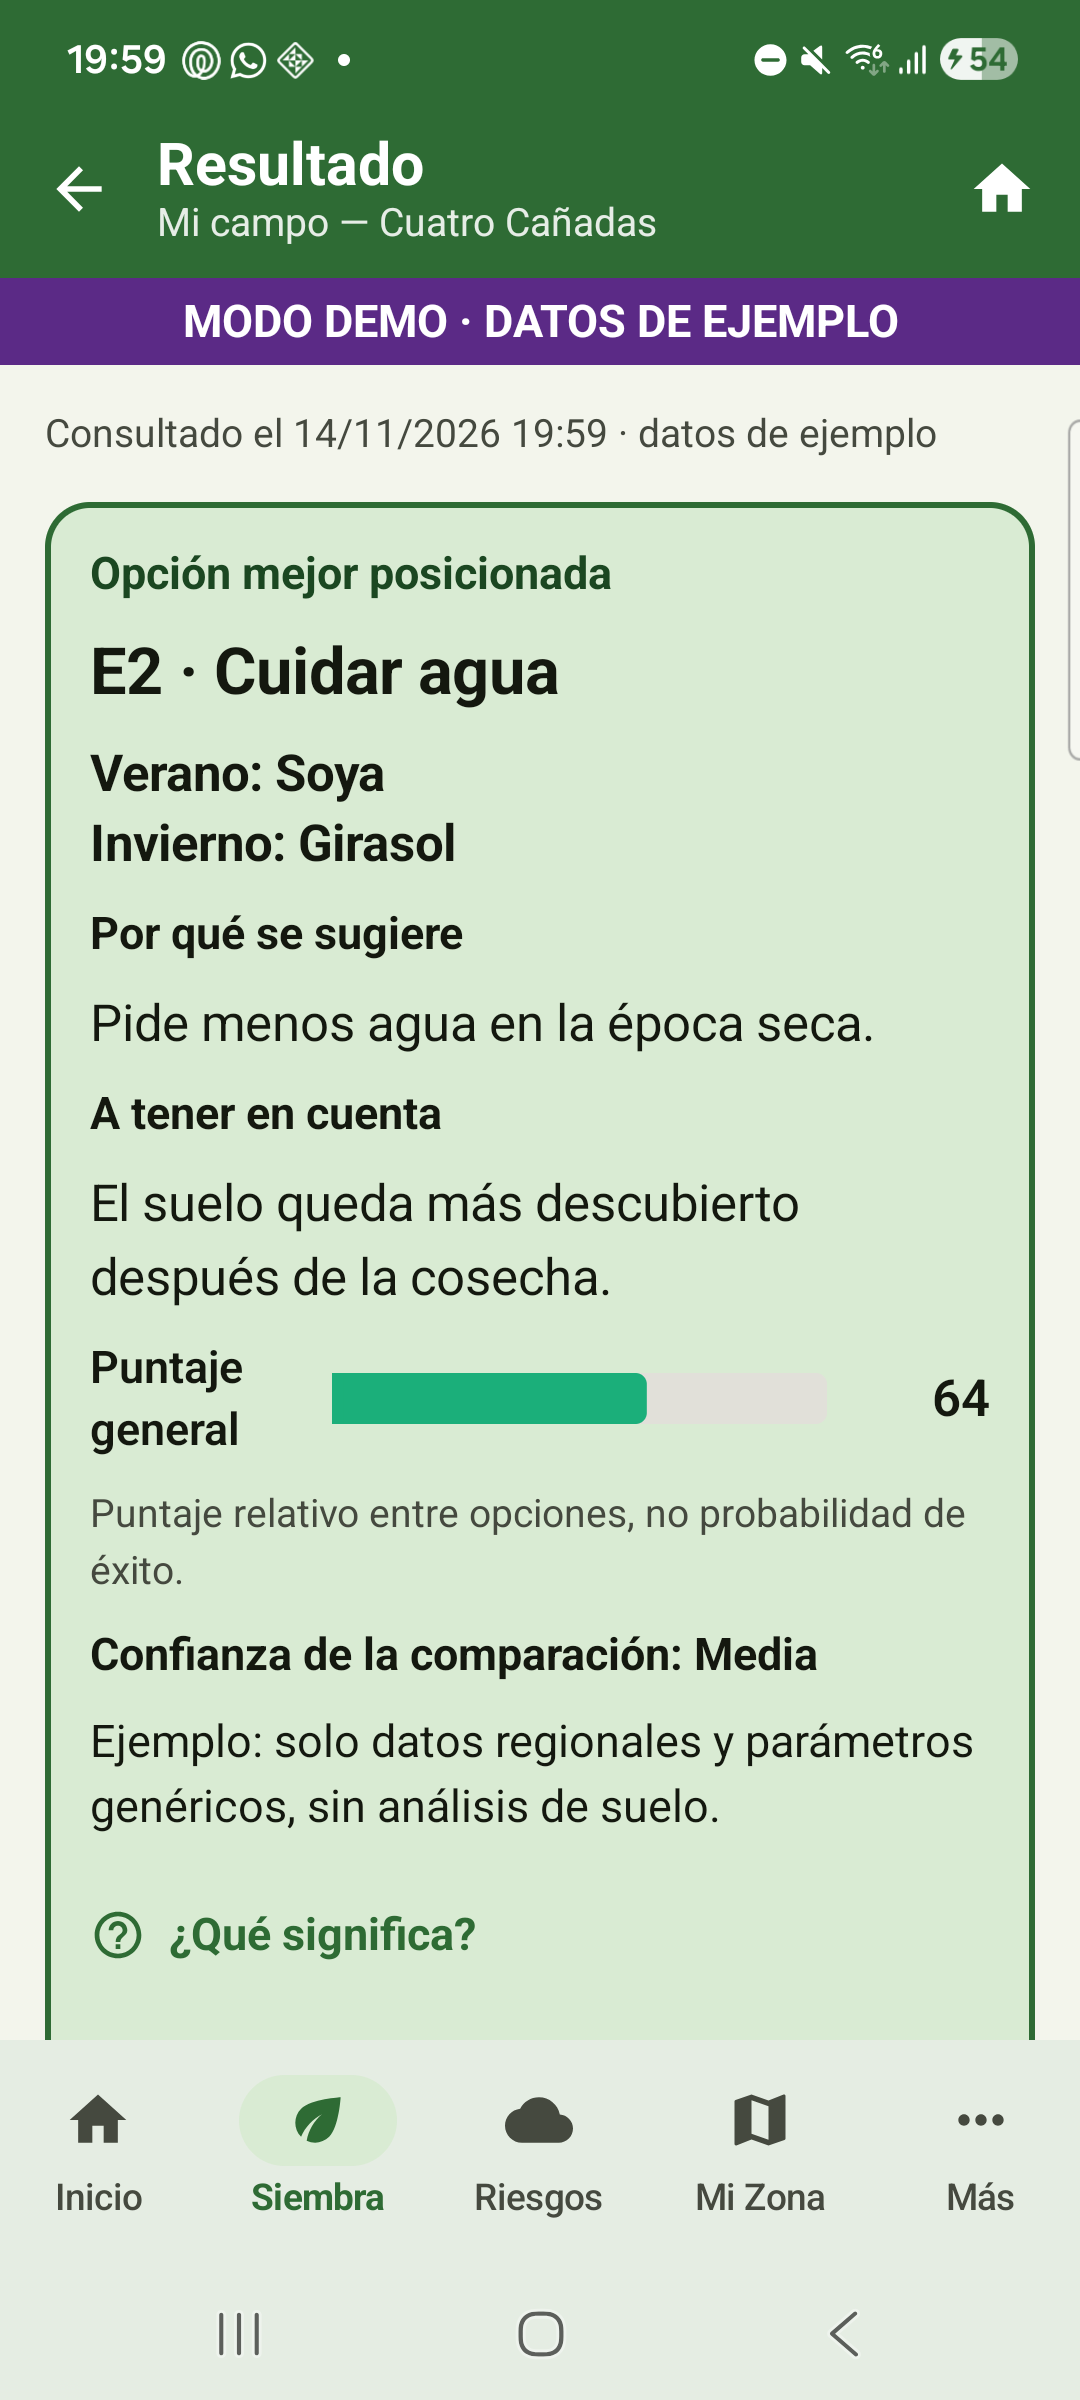 19:59
54
Resultado
Mi campo — Cuatro Cañadas
MODO DEMO · DATOS DE EJEMPLO
Consultado el 14/11/2026 19:59 · datos de ejemplo
Opción mejor posicionada
E2 · Cuidar agua
Verano: Soya
Invierno: Girasol
Por qué se sugiere
Pide menos agua en la época seca.
A tener en cuenta
El suelo queda más descubierto
después de la cosecha.
Puntaje
general
64
Puntaje relativo entre opciones, no probabilidad de
éxito.
Confianza de la comparación: Media
Ejemplo: solo datos regionales y parámetros
genéricos, sin análisis de suelo.
¿Qué significa?
Inicio
Siembra
Riesgos
Mi Zona
Más